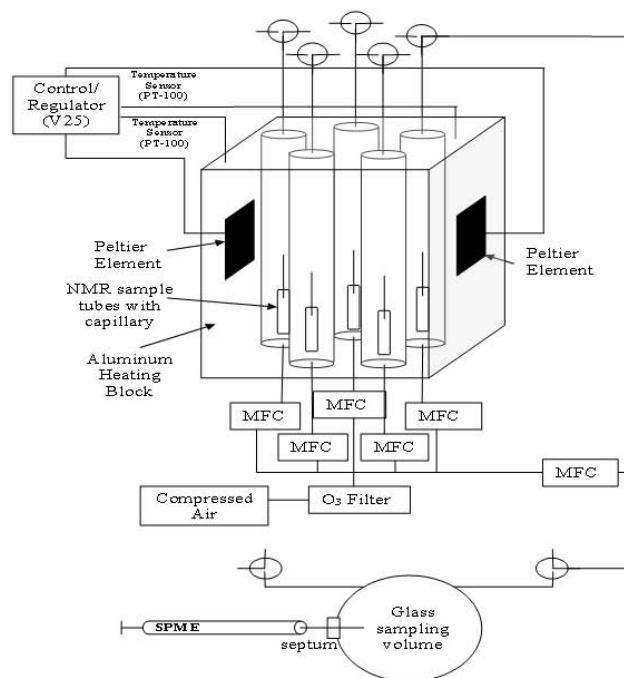 Temperature
Sensor
(PT-100)
Control/
Regulator
(V25)
Temperature
Sensor
(PT-100)
Peltier
Element
Peltier
Element
NMR sample
tubes with
capillary
Aluminum
Heating
Block
MFC
MFC
MFC
MFC
MFC
MFC
Compressed
Air
O₃ Filter
SPME
septum
Glass
sampling
volume